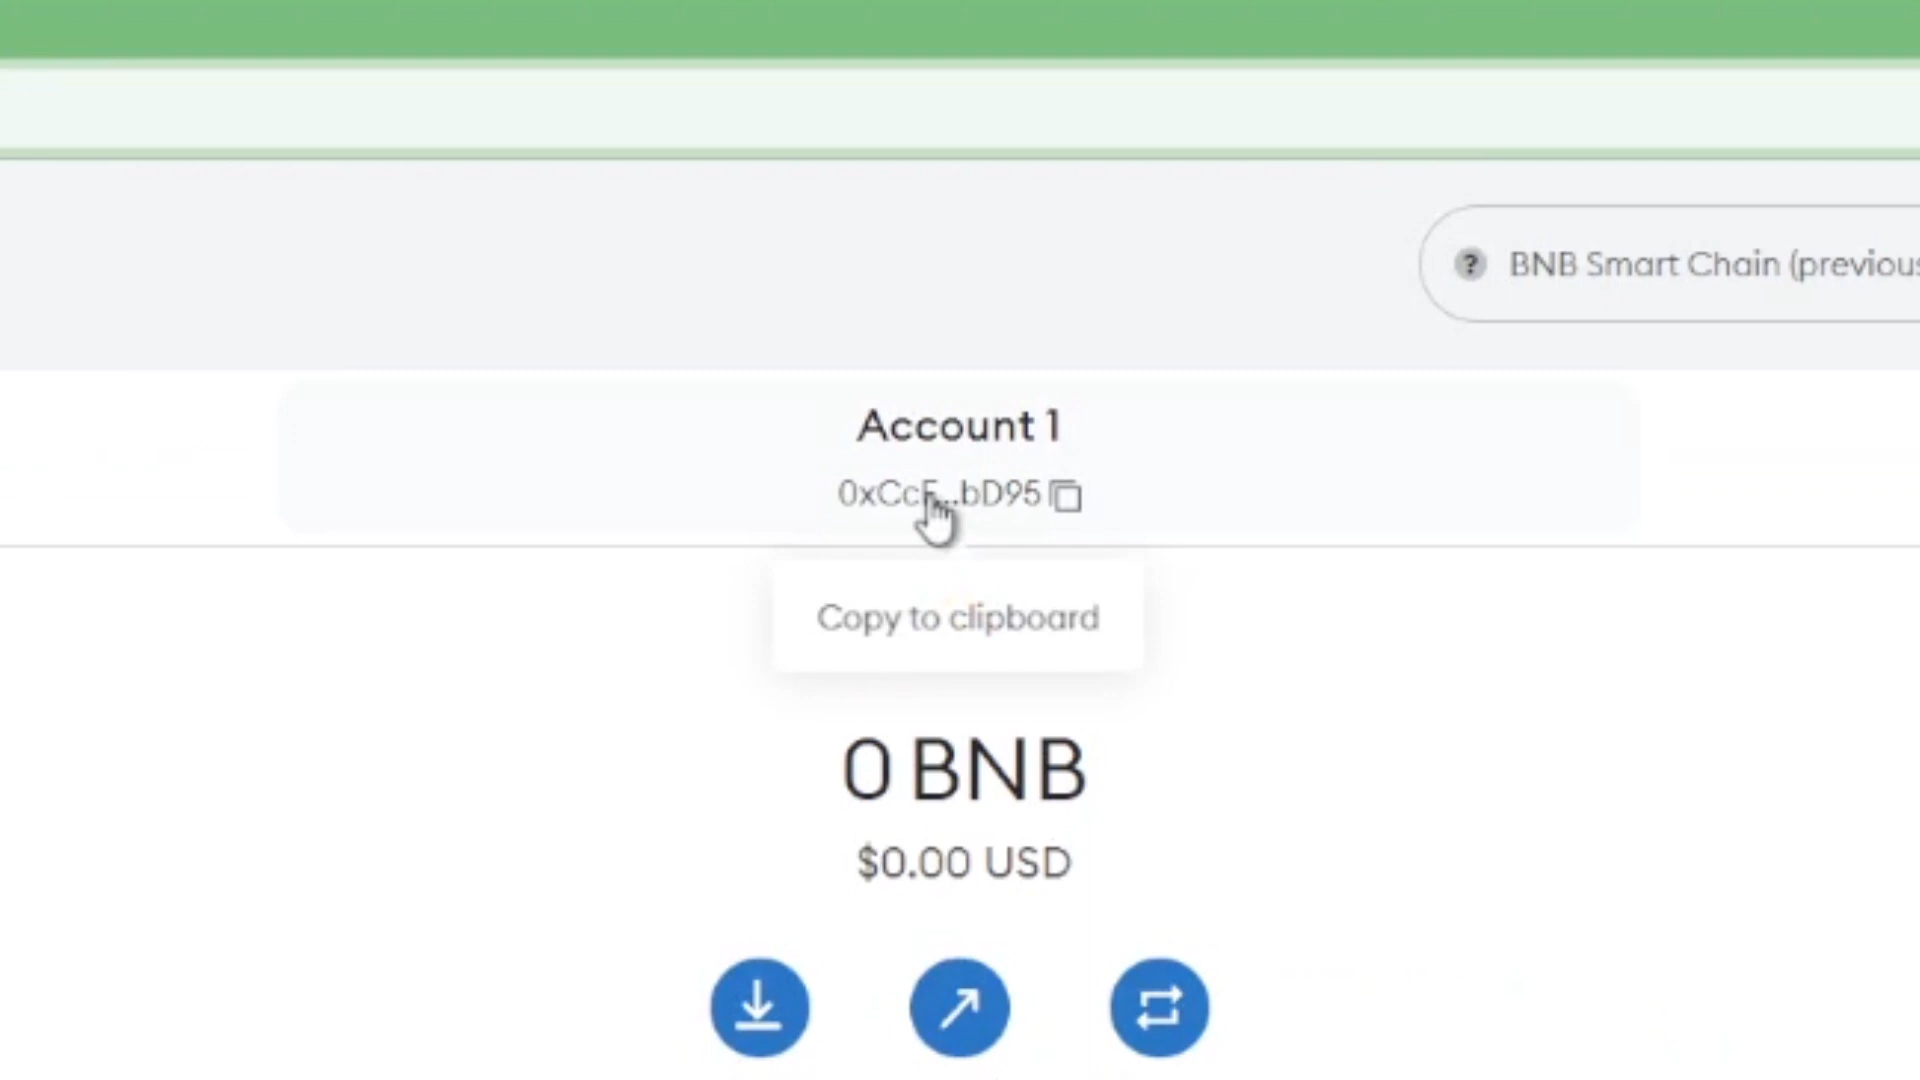 ? BNB Smart Chain (previous
Account 1
0xCcF...bD95
Copy to clipboard
0 BNB
$0.00 USD